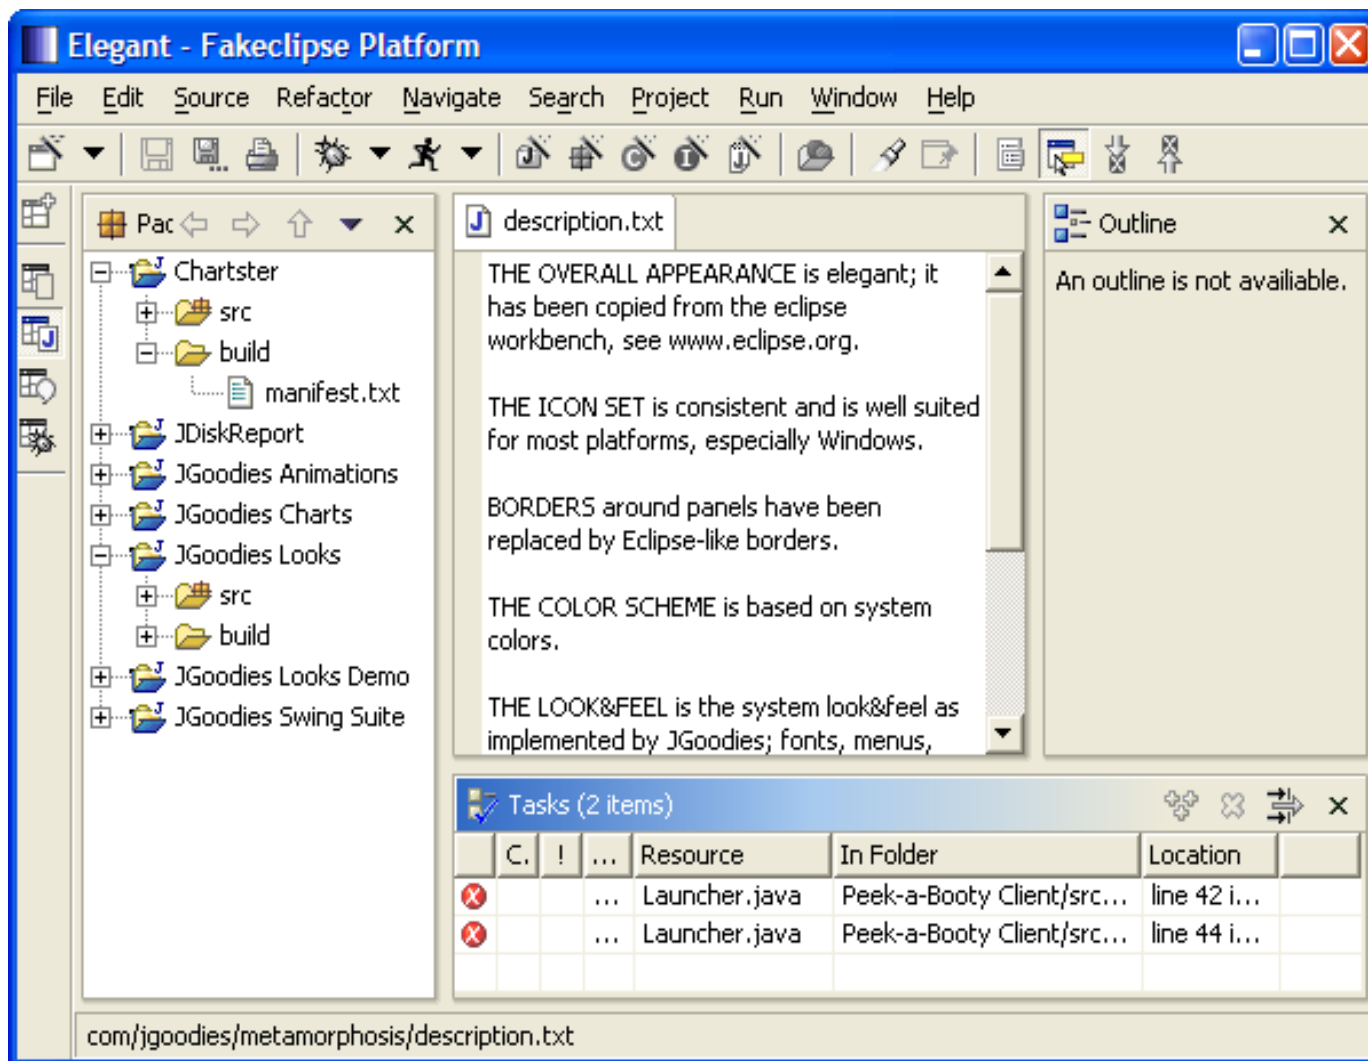 Elegant - Fakeclipse Platform
File Edit Source Refactor Navigate Search Project Run Window Help
Pac
Chartster
src
build
manifest.txt
JDiskReport
JGoodies Animations
JGoodies Charts
JGoodies Looks
src
build
JGoodies Looks Demo
JGoodies Swing Suite
description.txt
THE OVERALL APPEARANCE is elegant; it
has been copied from the eclipse
workbench, see www.eclipse.org.
THE ICON SET is consistent and is well suited
for most platforms, especially Windows.
BORDERS around panels have been
replaced by Eclipse-like borders.
THE COLOR SCHEME is based on system
colors.
THE LOOK&FEEL is the system look&feel as
implemented by JGoodies; fonts, menus,
Outline
An outline is not availiable.
Tasks (2 items)
C. ! ... Resource In Folder Location
... Launcher.java Peek-a-Booty Client/src... line 42 i...
... Launcher.java Peek-a-Booty Client/src... line 44 i...
com/jgoodies/metamorphosis/description.txt